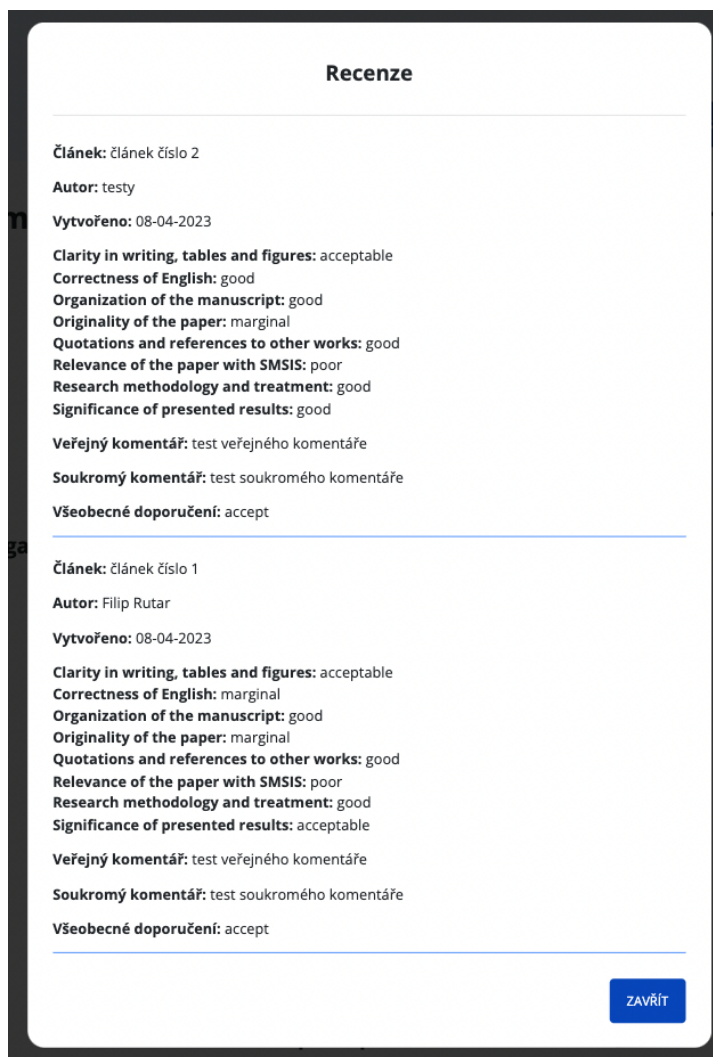 Recenze
Článek: článek číslo 2
Autor: testy
Vytvořeno: 08-04-2023
Clarity in writing, tables and figures: acceptable
Correctness of English: good
Organization of the manuscript: good
Originality of the paper: marginal
Quotations and references to other works: good
Relevance of the paper with SMSIS: poor
Research methodology and treatment: good
Significance of presented results: good
Veřejný komentář: test veřejného komentáře
Soukromý komentář: test soukromého komentáře
Všeobecné doporučení: accept
Článek: článek číslo 1
Autor: Filip Rutar
Vytvořeno: 08-04-2023
Clarity in writing, tables and figures: acceptable
Correctness of English: marginal
Organization of the manuscript: good
Originality of the paper: marginal
Quotations and references to other works: good
Relevance of the paper with SMSIS: poor
Research methodology and treatment: good
Significance of presented results: acceptable
Veřejný komentář: test veřejného komentáře
Soukromý komentář: test soukromého komentáře
Všeobecné doporučení: accept
ZAVŘÍT